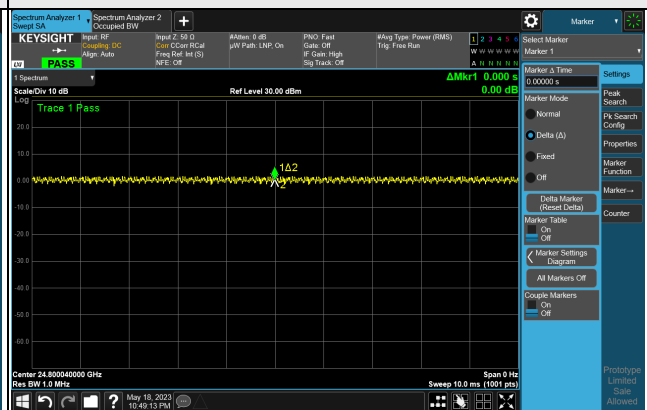 Spectrum Analyzer 1
Swept SA
Spectrum Analyzer 2
Occupied BW
Marker
KEYSIGHT
LXI
PASS
Input: RF
Coupling: DC
Align: Auto
Input Z: 50 Ω
Corr CCorr RCal
Freq Ref: Int (S)
NFE: Off
#Atten: 0 dB
µW Path: LNP, On
PNO: Fast
Gate: Off
IF Gain: High
Sig Track: Off
#Avg Type: Power (RMS)
Trig: Free Run
1 2 3 4 5 6
W W W W W W
A N N N N N
Select Marker
Marker 1
1 Spectrum
ΔMkr1 0.000 s
Scale/Div 10 dB
Ref Level 30.00 dBm
0.00 dB
Log
Trace 1 Pass
20.0
10.0
0.00
-10.0
-20.0
-30.0
-40.0
-50.0
-60.0
1Δ2
2
Center 24.800040000 GHz
Span 0 Hz
Res BW 1.0 MHz
Sweep 10.0 ms (1001 pts)
Marker Δ Time
0.00000 s
Marker Mode
Normal
Delta (Δ)
Fixed
Off
Delta Marker
(Reset Delta)
Marker Table
On
Off
Marker Settings
Diagram
All Markers Off
Couple Markers
On
Off
Settings
Peak
Search
Pk Search
Config
Properties
Marker
Function
Marker→
Counter
Prototype
Limited
Sale
Allowed
May 18, 2023
10:49:13 PM